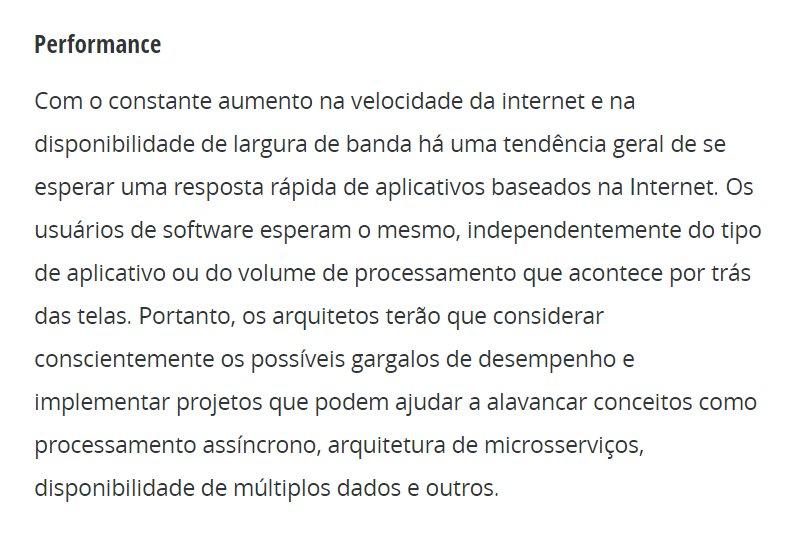 Performance
Com o constante aumento na velocidade da internet e na
disponibilidade de largura de banda há uma tendência geral de se
esperar uma resposta rápida de aplicativos baseados na Internet. Os
usuários de software esperam o mesmo, independentemente do tipo
de aplicativo ou do volume de processamento que acontece por trás
das telas. Portanto, os arquitetos terão que considerar
conscientemente os possíveis gargalos de desempenho e
implementar projetos que podem ajudar a alavancar conceitos como
processamento assíncrono, arquitetura de microsserviços,
disponibilidade de múltiplos dados e outros.